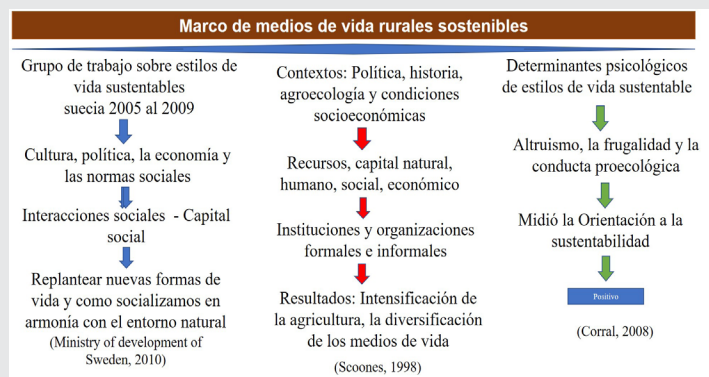 Marco de medios de vida rurales sostenibles
Grupo de trabajo sobre estilos de
vida sustentables
suecia 2005 al 2009
Cultura, política, la economía y
las normas sociales
Interacciones sociales - Capital
social
Replantear nuevas formas de
vida y como socializamos en
armonía con el entorno natural
(Ministry of development of
Sweden, 2010)
Contextos: Política, historia,
agroecología y condiciones
socioeconómicas
Recursos, capital natural,
humano, social, económico
Instituciones y organizaciones
formales e informales
Resultados: Intensificación de
la agricultura, la diversificación
de los medios de vida
(Scoones, 1998)
Determinantes psicológicos
de estilos de vida sustentable
Altruismo, la frugalidad y la
conducta proecológica
Midió la Orientación a la
sustentabilidad
Positivo
(Corral, 2008)